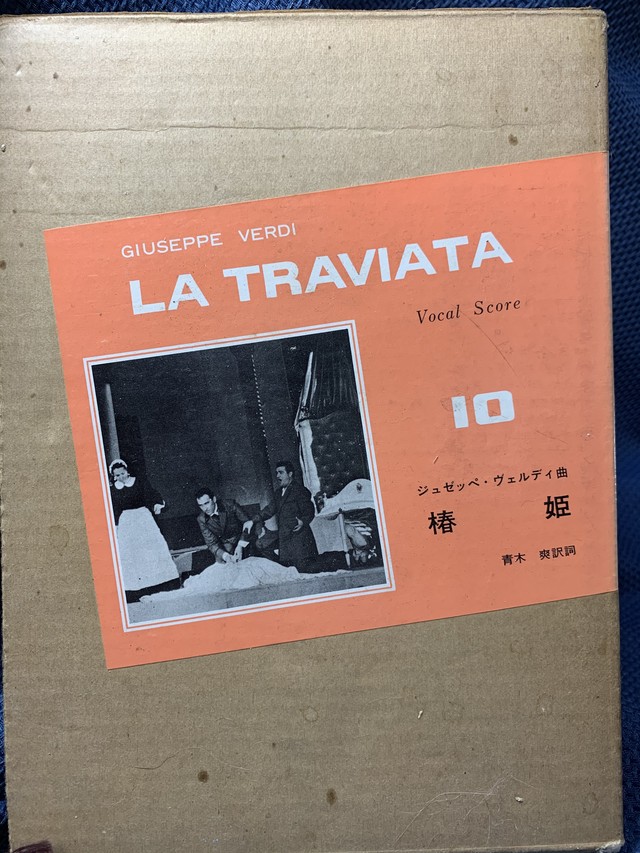 GIUSEPPE VERDI
LA TRAVIATA
Vocal Score
10
ジュゼッペ・ヴェルディ曲
椿 姫
青木 爽訳詞